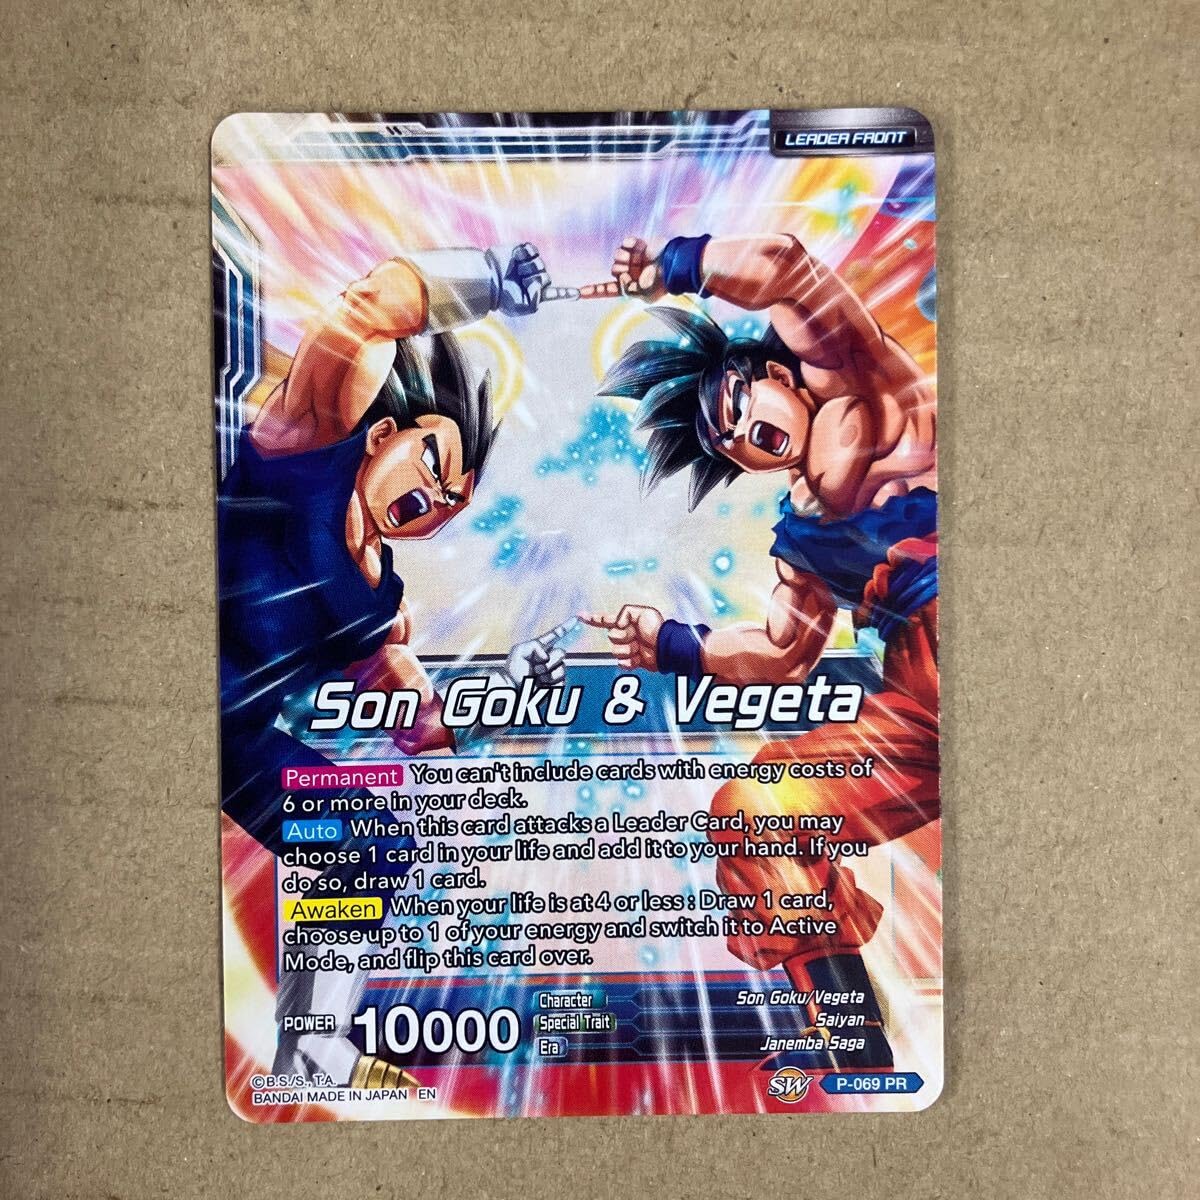 LEADER FRONT
Son Goku & Vegeta
Permanent You can't include cards with energy costs of
6 or more in your deck.
Auto When this card attacks a Leader Card, you may
choose 1 card in your life and add it to your hand. If you
do so, draw 1 card.
Awaken When your life is at 4 or less : Draw 1 card,
choose up to 1 of your energy and switch it to Active
Mode, and flip this card over.
POWER 10000
Character Son Goku/Vegeta
Special Trait Saiyan
Era Janemba Saga
©B.S./S., T.A.
BANDAI MADE IN JAPAN EN
SW P-069 PR